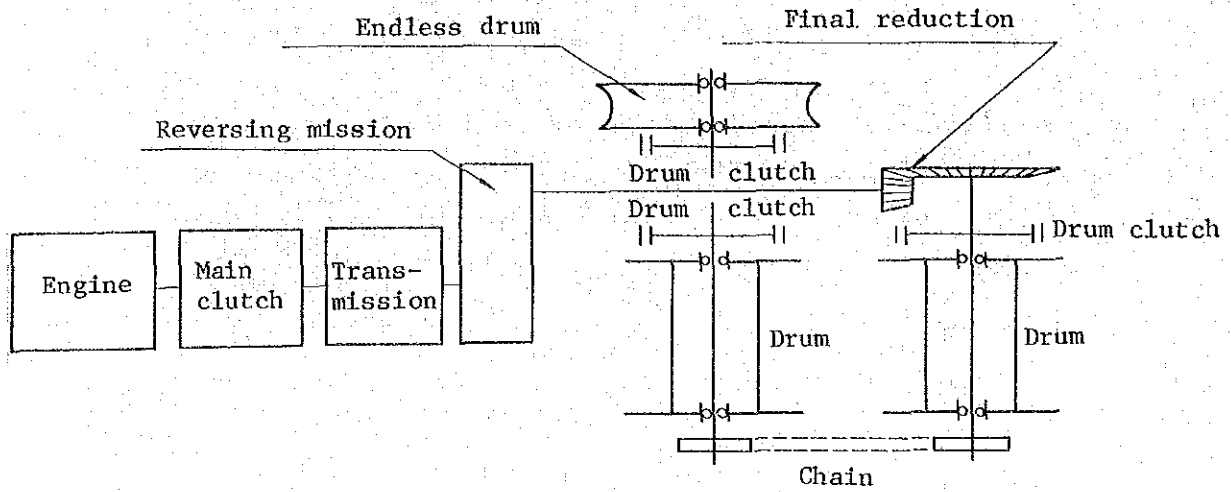 Endless drum
Final reduction
Reversing mission
Drum clutch
Drum clutch
Drum clutch
Engine
Main
clutch
Trans-
mission
Drum
Drum
Chain